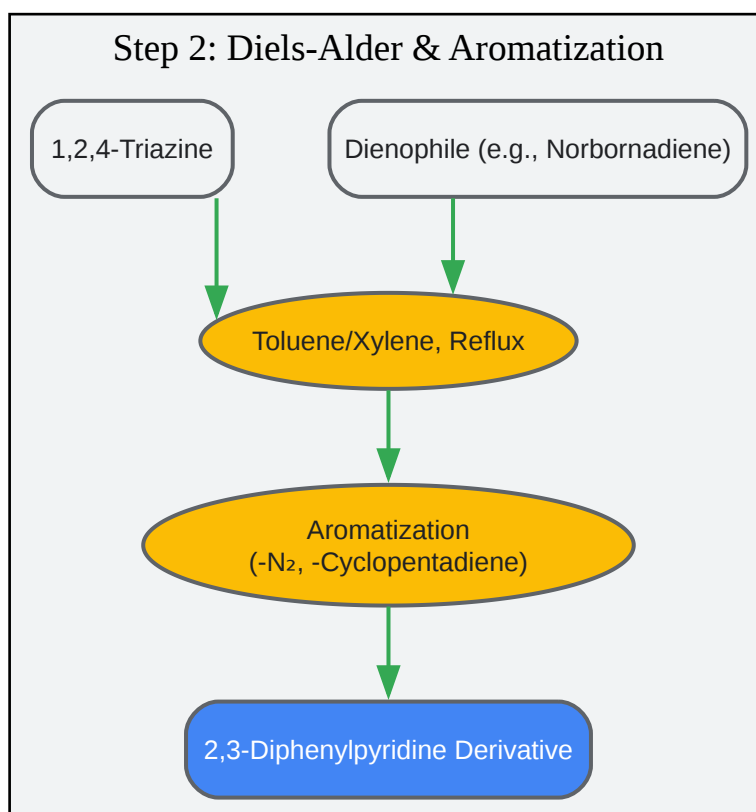 Step 2: Diels-Alder & Aromatization
1,2,4-Triazine
Dienophile (e.g., Norbornadiene)
Toluene/Xylene, Reflux
Aromatization
(-N₂, -Cyclopentadiene)
2,3-Diphenylpyridine Derivative